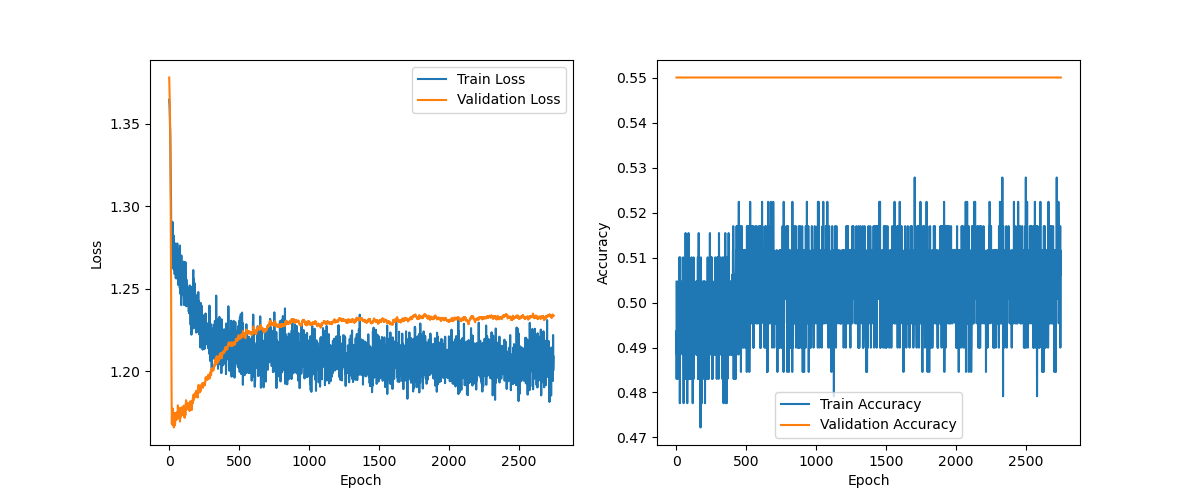 Train Loss
Validation Loss
1.35
1.30
1.25
1.20
Loss
0 500 1000 1500 2000 2500
Epoch
0.55
0.54
0.53
0.52
0.51
0.50
0.49
0.48
0.47
Accuracy
Train Accuracy
Validation Accuracy
0 500 1000 1500 2000 2500
Epoch